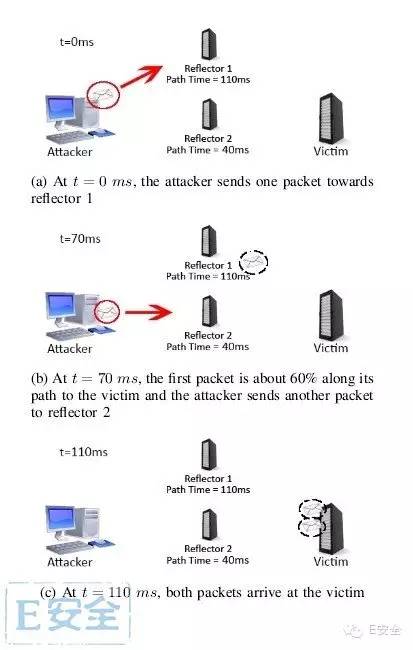 t=0ms
Reflector 1
Path Time = 110ms
Attacker
Reflector 2
Path Time = 40ms
Victim
(a) At t = 0 ms, the attacker sends one packet towards
reflector 1
t=70ms
Reflector 1
Path Time = 110ms
Attacker
Reflector 2
Path Time = 40ms
Victim
(b) At t = 70 ms, the first packet is about 60% along its
path to the victim and the attacker sends another packet
to reflector 2
t=110ms
Reflector 1
Path Time = 110ms
Attacker
Reflector 2
Path Time = 40ms
Victim
(c) At t = 110 ms, both packets arrive at the victim
E安全
E安全